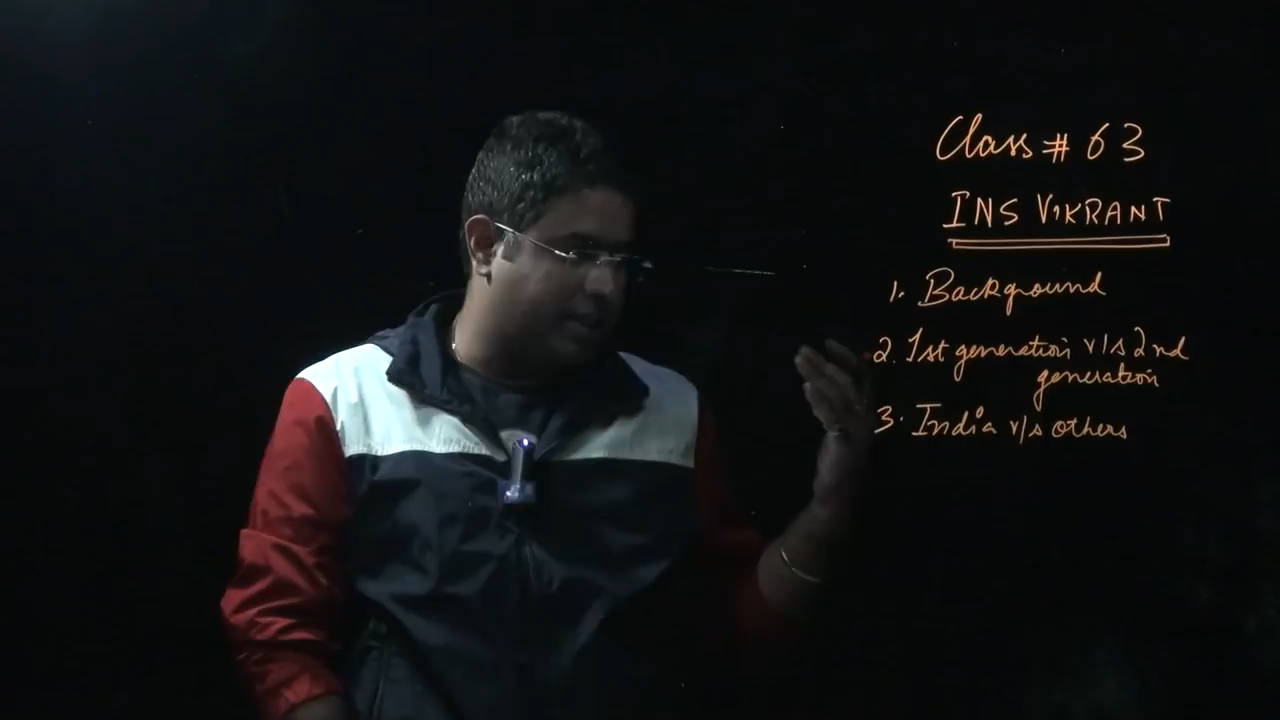 Class # 63
INS VIKRANT
1. Background
2. 1st generation v/s 2nd
generation
3. India v/s others